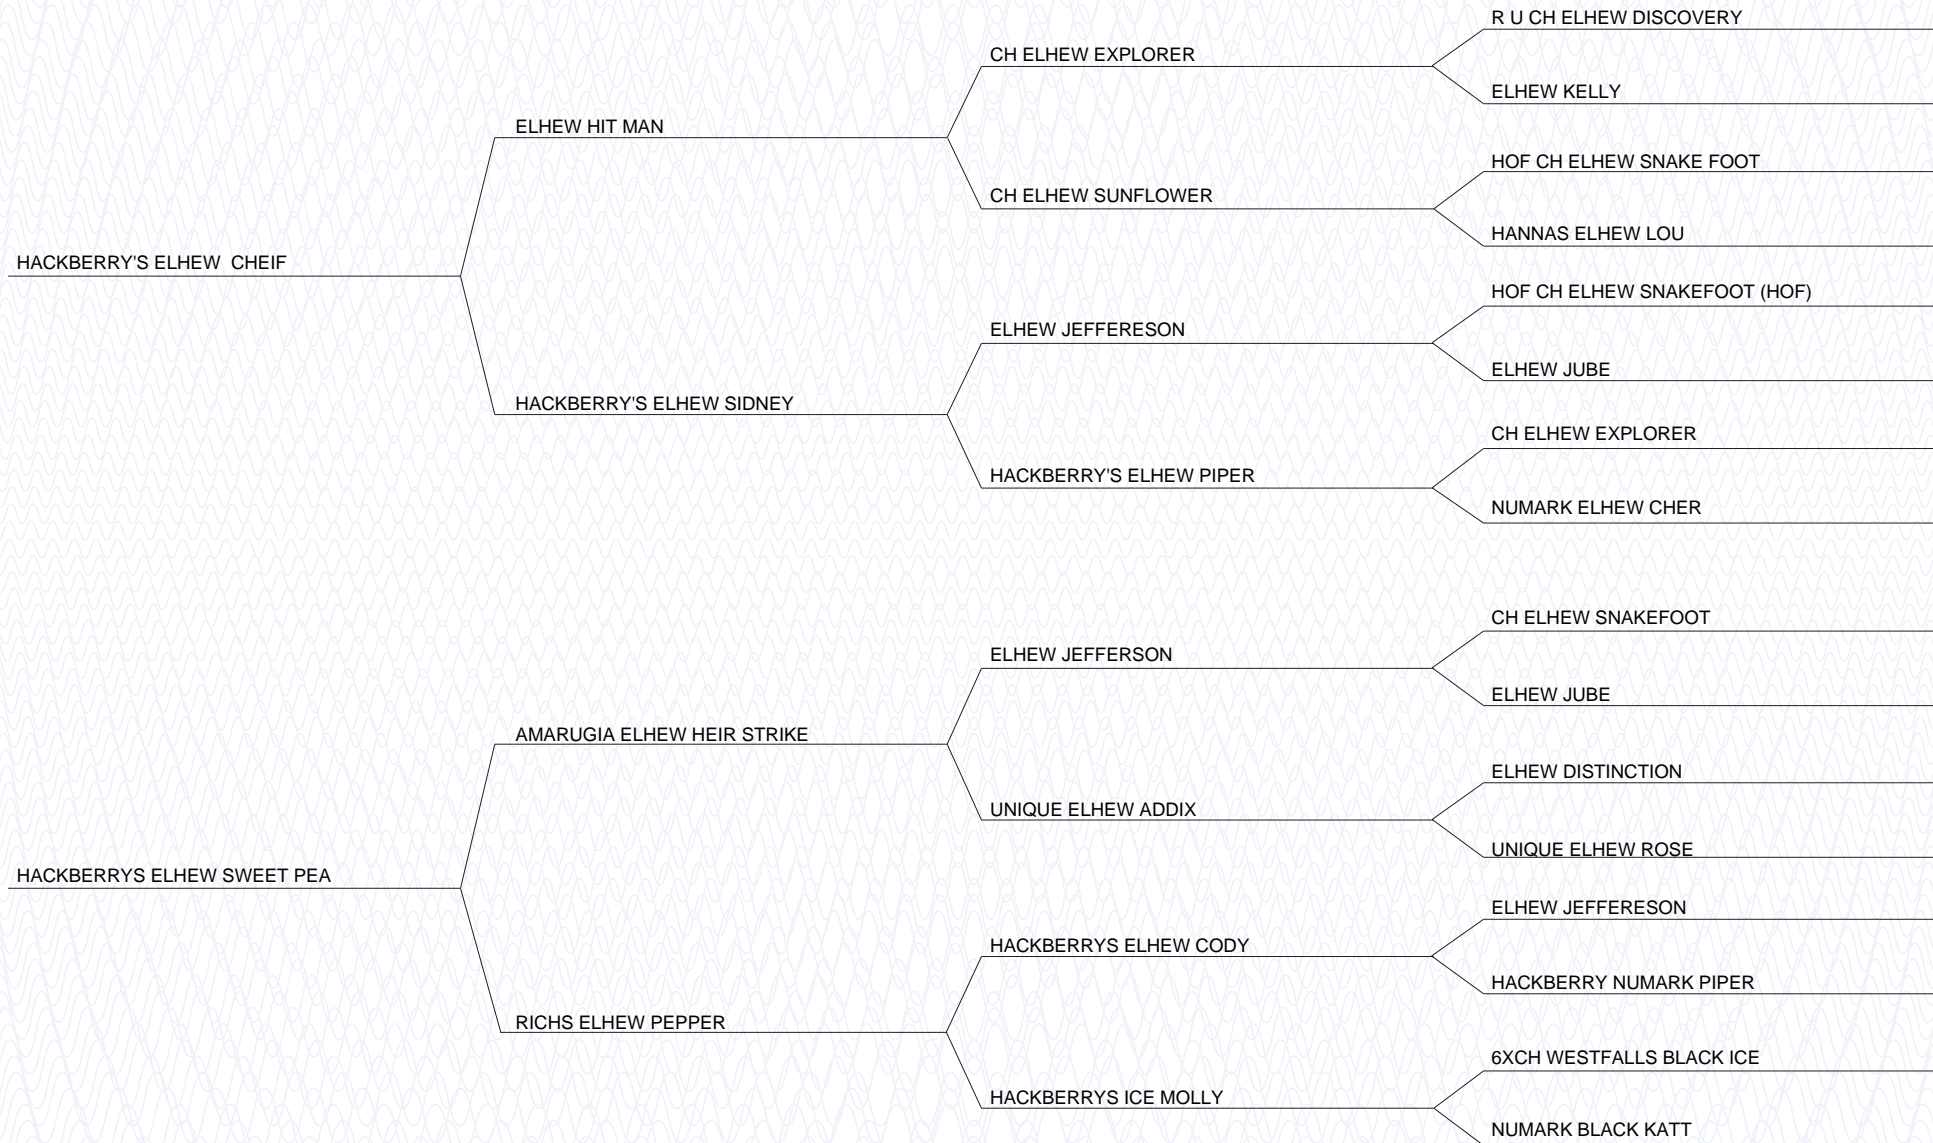 R U CH ELHEW DISCOVERY
CH ELHEW EXPLORER
ELHEW KELLY
ELHEW HIT MAN
HOF CH ELHEW SNAKE FOOT
CH ELHEW SUNFLOWER
HANNAS ELHEW LOU
HACKBERRY'S ELHEW  CHEIF
HOF CH ELHEW SNAKEFOOT (HOF)
ELHEW JEFFERESON
ELHEW JUBE
HACKBERRY'S ELHEW SIDNEY
CH ELHEW EXPLORER
HACKBERRY'S ELHEW PIPER
NUMARK ELHEW CHER
CH ELHEW SNAKEFOOT
ELHEW JEFFERSON
ELHEW JUBE
AMARUGIA ELHEW HEIR STRIKE
ELHEW DISTINCTION
UNIQUE ELHEW ADDIX
UNIQUE ELHEW ROSE
HACKBERRYS ELHEW SWEET PEA
ELHEW JEFFERESON
HACKBERRYS ELHEW CODY
HACKBERRY NUMARK PIPER
RICHS ELHEW PEPPER
6XCH WESTFALLS BLACK ICE
HACKBERRYS ICE MOLLY
NUMARK BLACK KATT